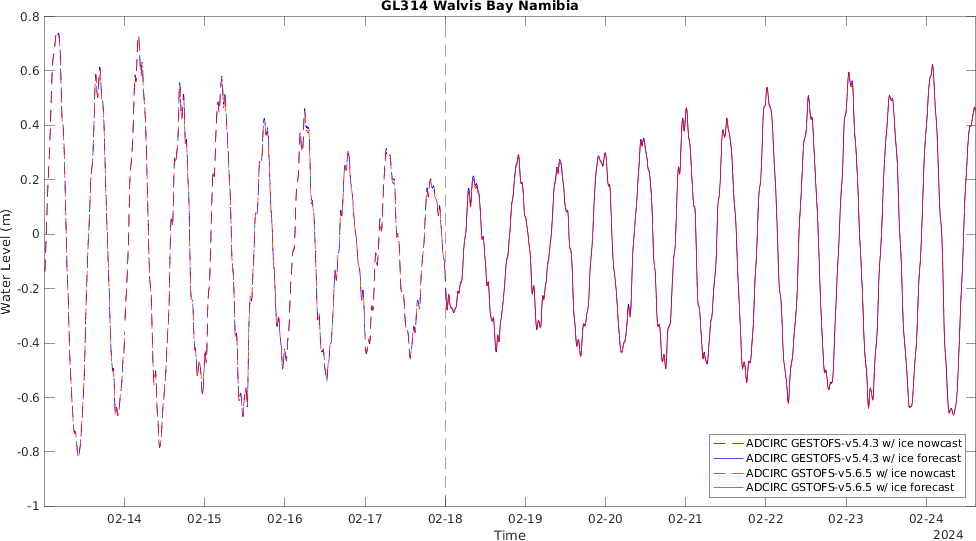 GL314 Walvis Bay Namibia
0.8
0.6
0.4
0.2
0
-0.2
-0.4
-0.6
-0.8
-1
Water Level (m)
ADCIRC GESTOFS-v5.4.3 w/ ice nowcast
ADCIRC GESTOFS-v5.4.3 w/ ice forecast
ADCIRC GSTOFS-v5.6.5 w/ ice nowcast
ADCIRC GSTOFS-v5.6.5 w/ ice forecast
02-14 02-15 02-16 02-17 02-18 02-19 02-20 02-21 02-22 02-23 02-24
Time
2024